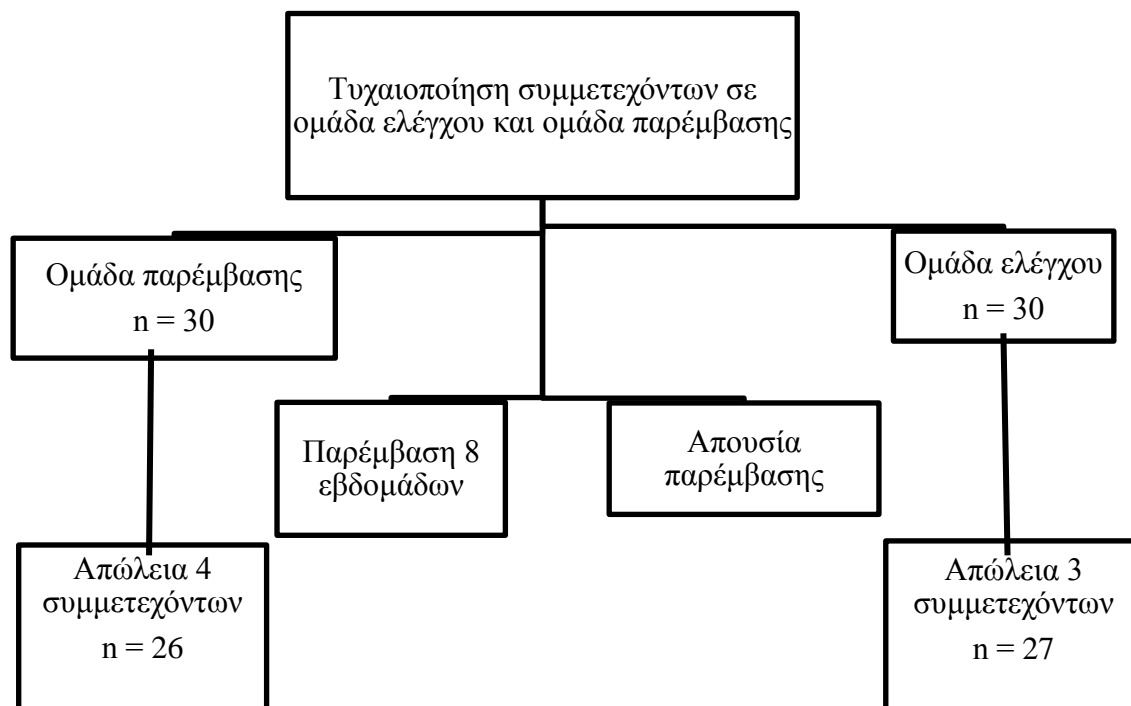 Τυχαιοποίηση συμμετεχόντων σε
ομάδα ελέγχου και ομάδα παρέμβασης
Ομάδα παρέμβασης
n = 30
Ομάδα ελέγχου
n = 30
Παρέμβαση 8
εβδομάδων
Απουσία
παρέμβασης
Απώλεια 4
συμμετεχόντων
n = 26
Απώλεια 3
συμμετεχόντων
n = 27